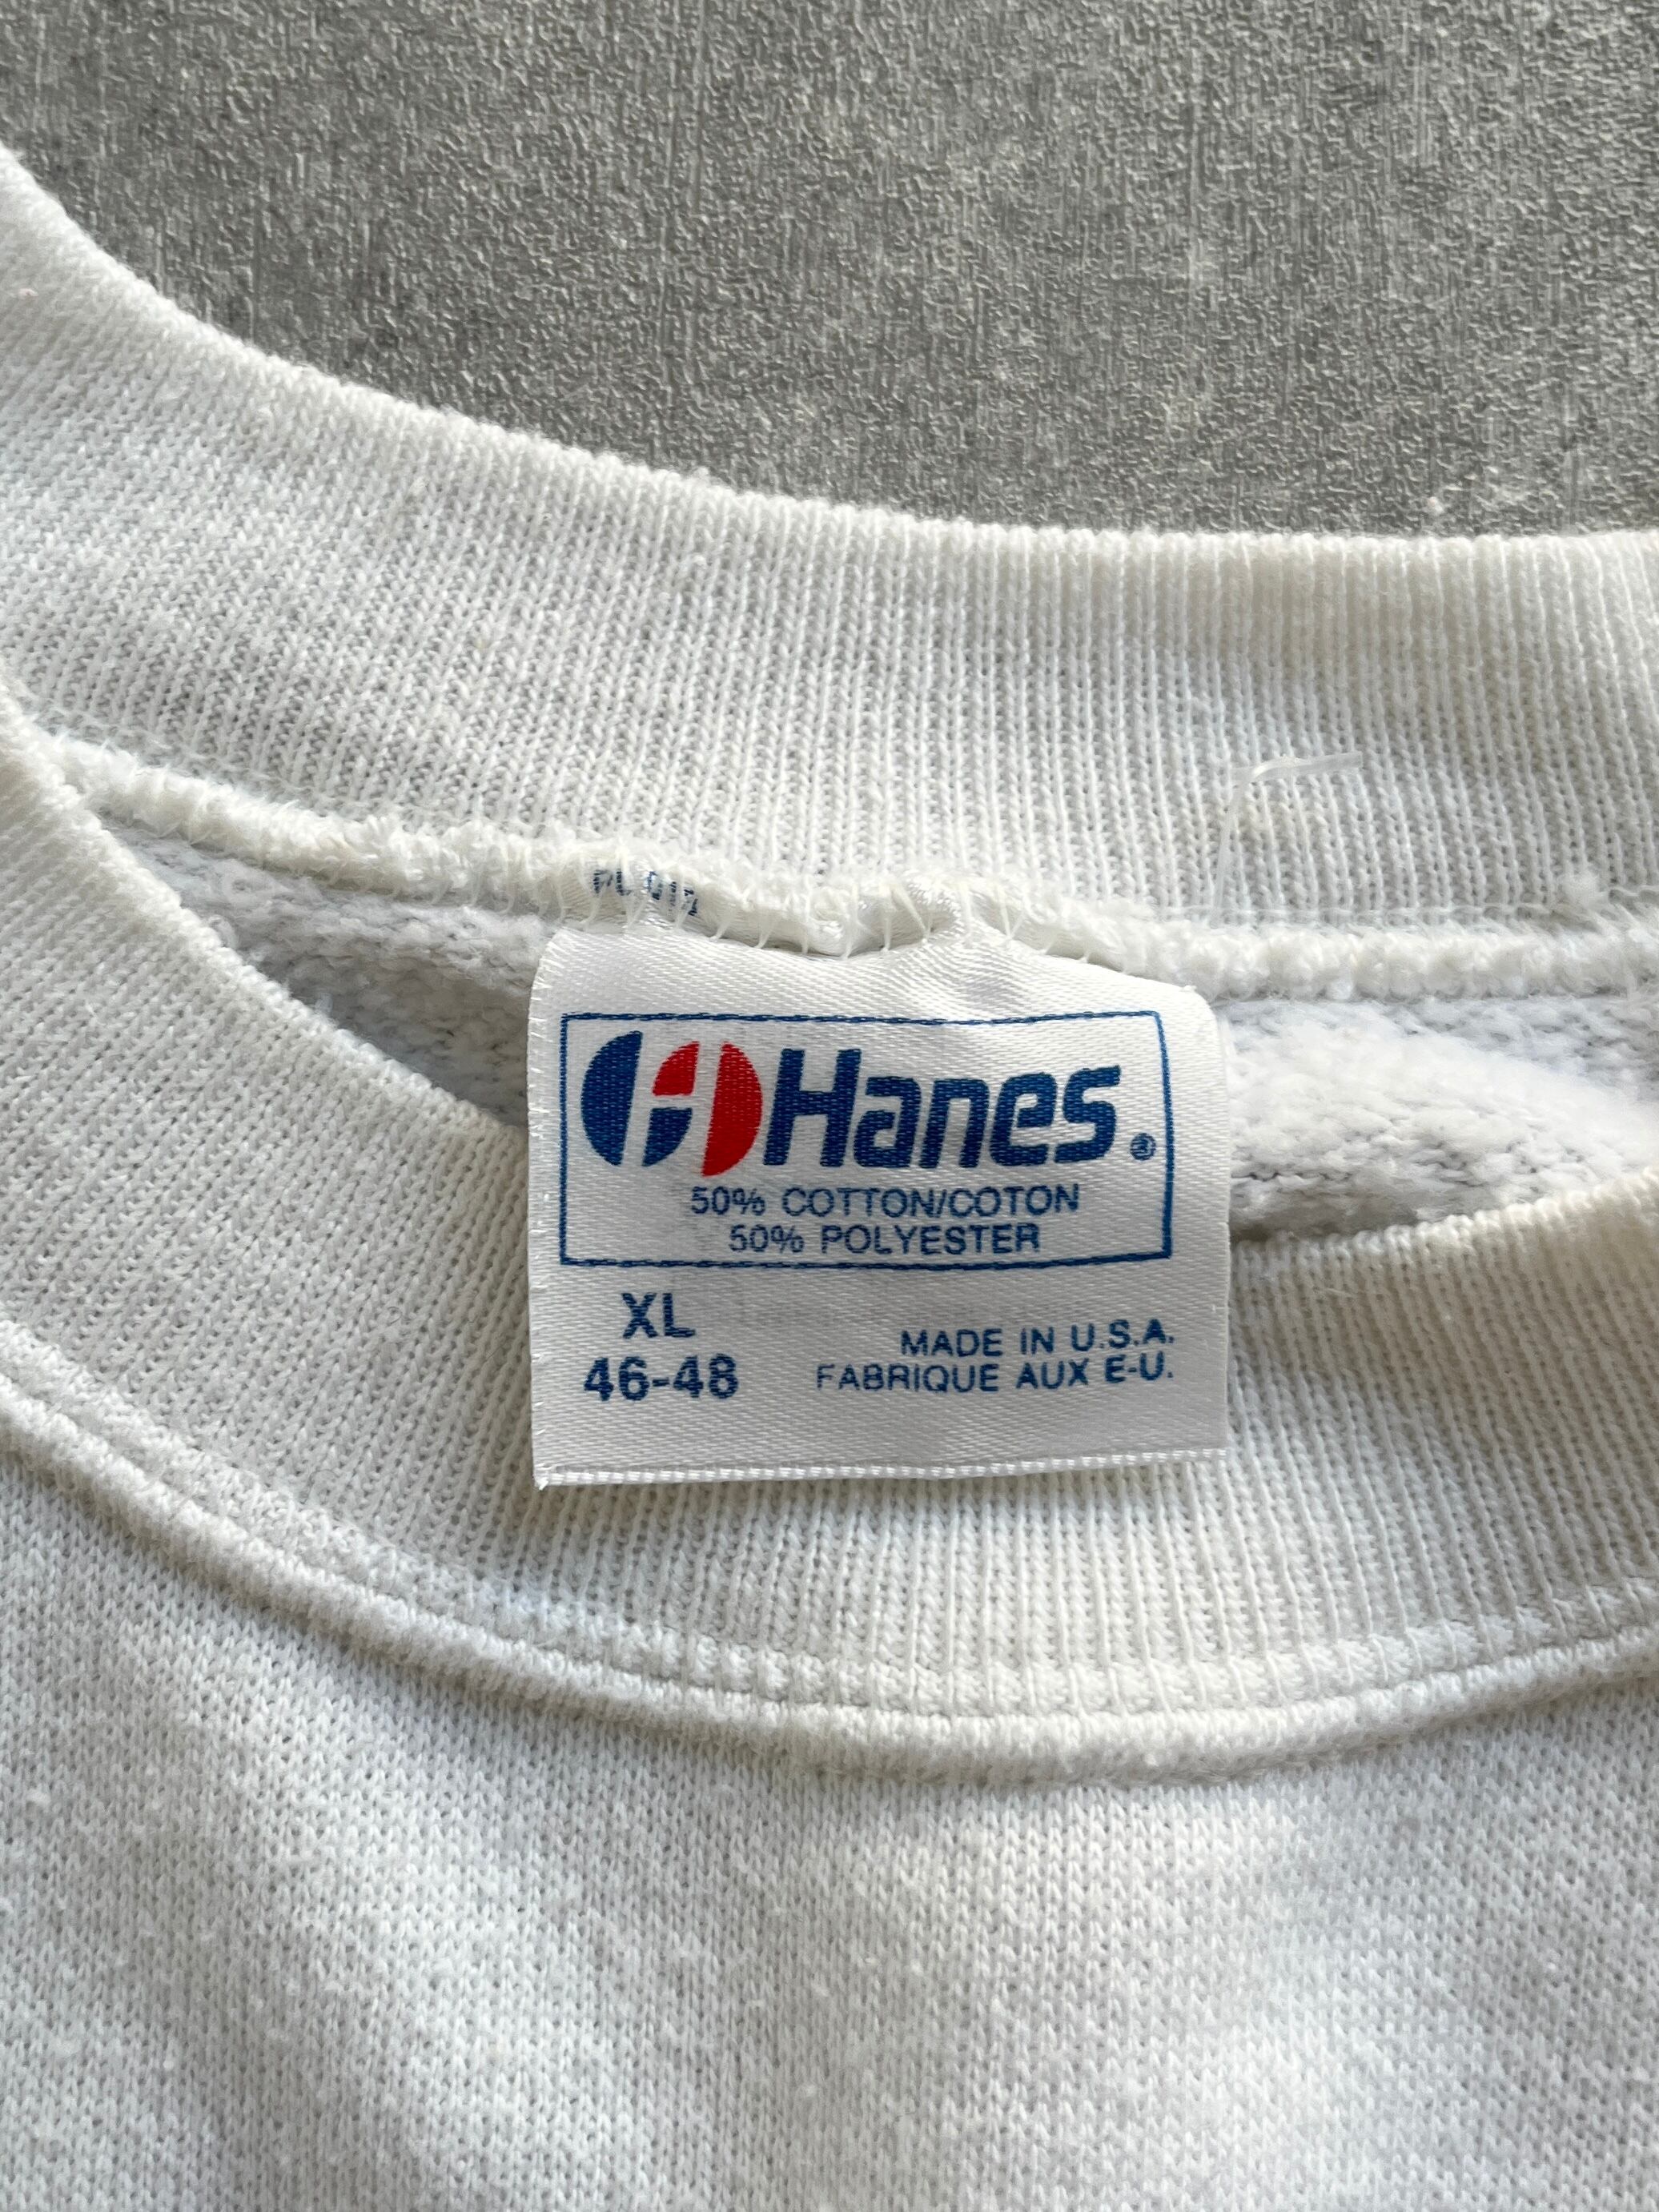 Hanes®
50% COTTON/COTON
50% POLYESTER
XL
46-48
MADE IN U.S.A.
FABRIQUE AUX E-U.